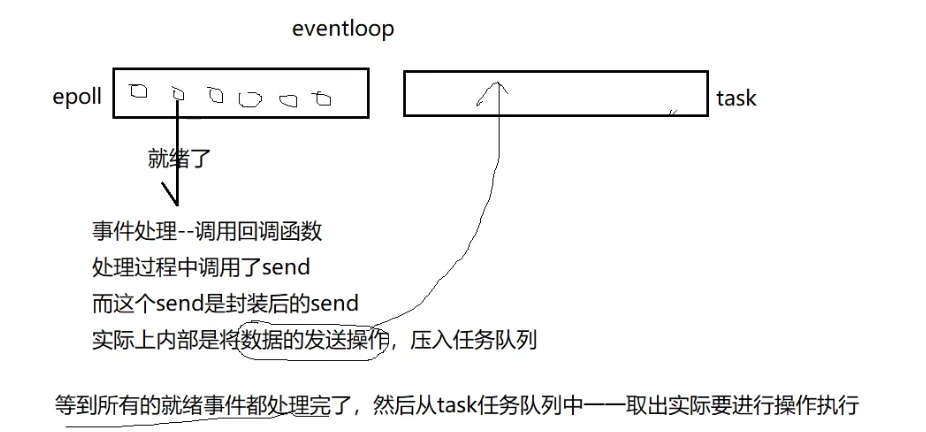 eventloop
epoll
task
就绪了
事件处理--调用回调函数
处理过程中调用了send
而这个send是封装后的send
实际上内部是将数据的发送操作，压入任务队列
等到所有的就绪事件都处理完了，然后从task任务队列中一一取出实际要进行操作执行